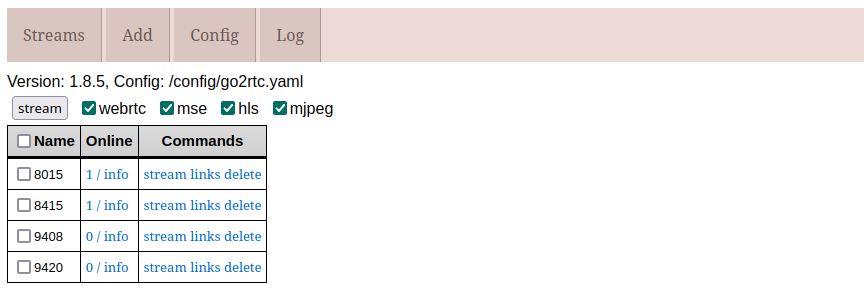 Streams Add Config Log
Version: 1.8.5, Config: /config/go2rtc.yaml
stream webrtc mse hls mjpeg
Name Online Commands
8015 1 / info stream links delete
8415 1 / info stream links delete
9408 0 / info stream links delete
9420 0 / info stream links delete